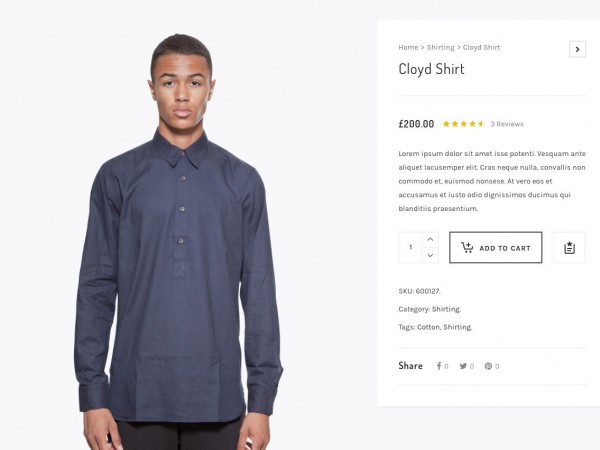 Home > Shirting > Cloyd Shirt
Cloyd Shirt
£200.00 3 Reviews
Lorem ipsum dolor sit amet isse potenti. Vesquam ante
aliquet lacusemper elit. Cras neque nulla, convallis non
commodo et, euismod nonsese. At vero eos et
accusamus et iusto odio dignissimos ducimus qui
blanditiis praesentium.
1 ADD TO CART
SKU: 600127.
Category: Shirting.
Tags: Cotton, Shirting.
Share 0 0 0